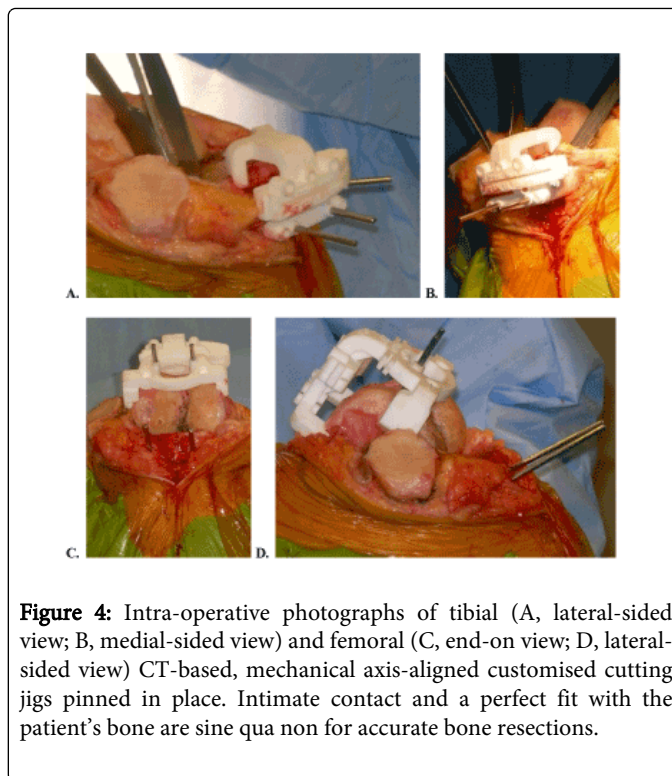 A.
B.
C.
D.
Figure 4: Intra-operative photographs of tibial (A, lateral-sided
view; B, medial-sided view) and femoral (C, end-on view; D, lateral-
sided view) CT-based, mechanical axis-aligned customised cutting
jigs pinned in place. Intimate contact and a perfect fit with the
patient's bone are sine qua non for accurate bone resections.